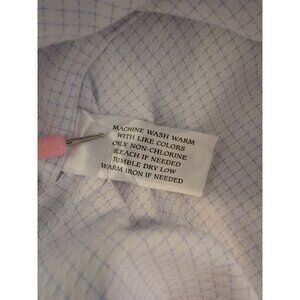 MACHINE WASH WARM
WITH LIKE COLORS
ONLY NON-CHLORINE
BLEACH IF NEEDED
TUMBLE DRY LOW
WARM IRON IF NEEDED